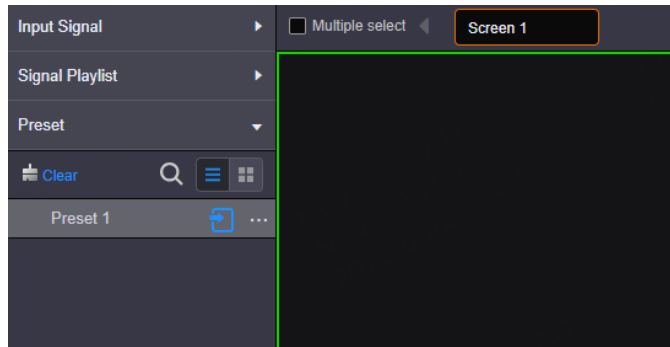 Input Signal
Multiple select
Screen 1
Signal Playlist
Preset
Clear
Preset 1